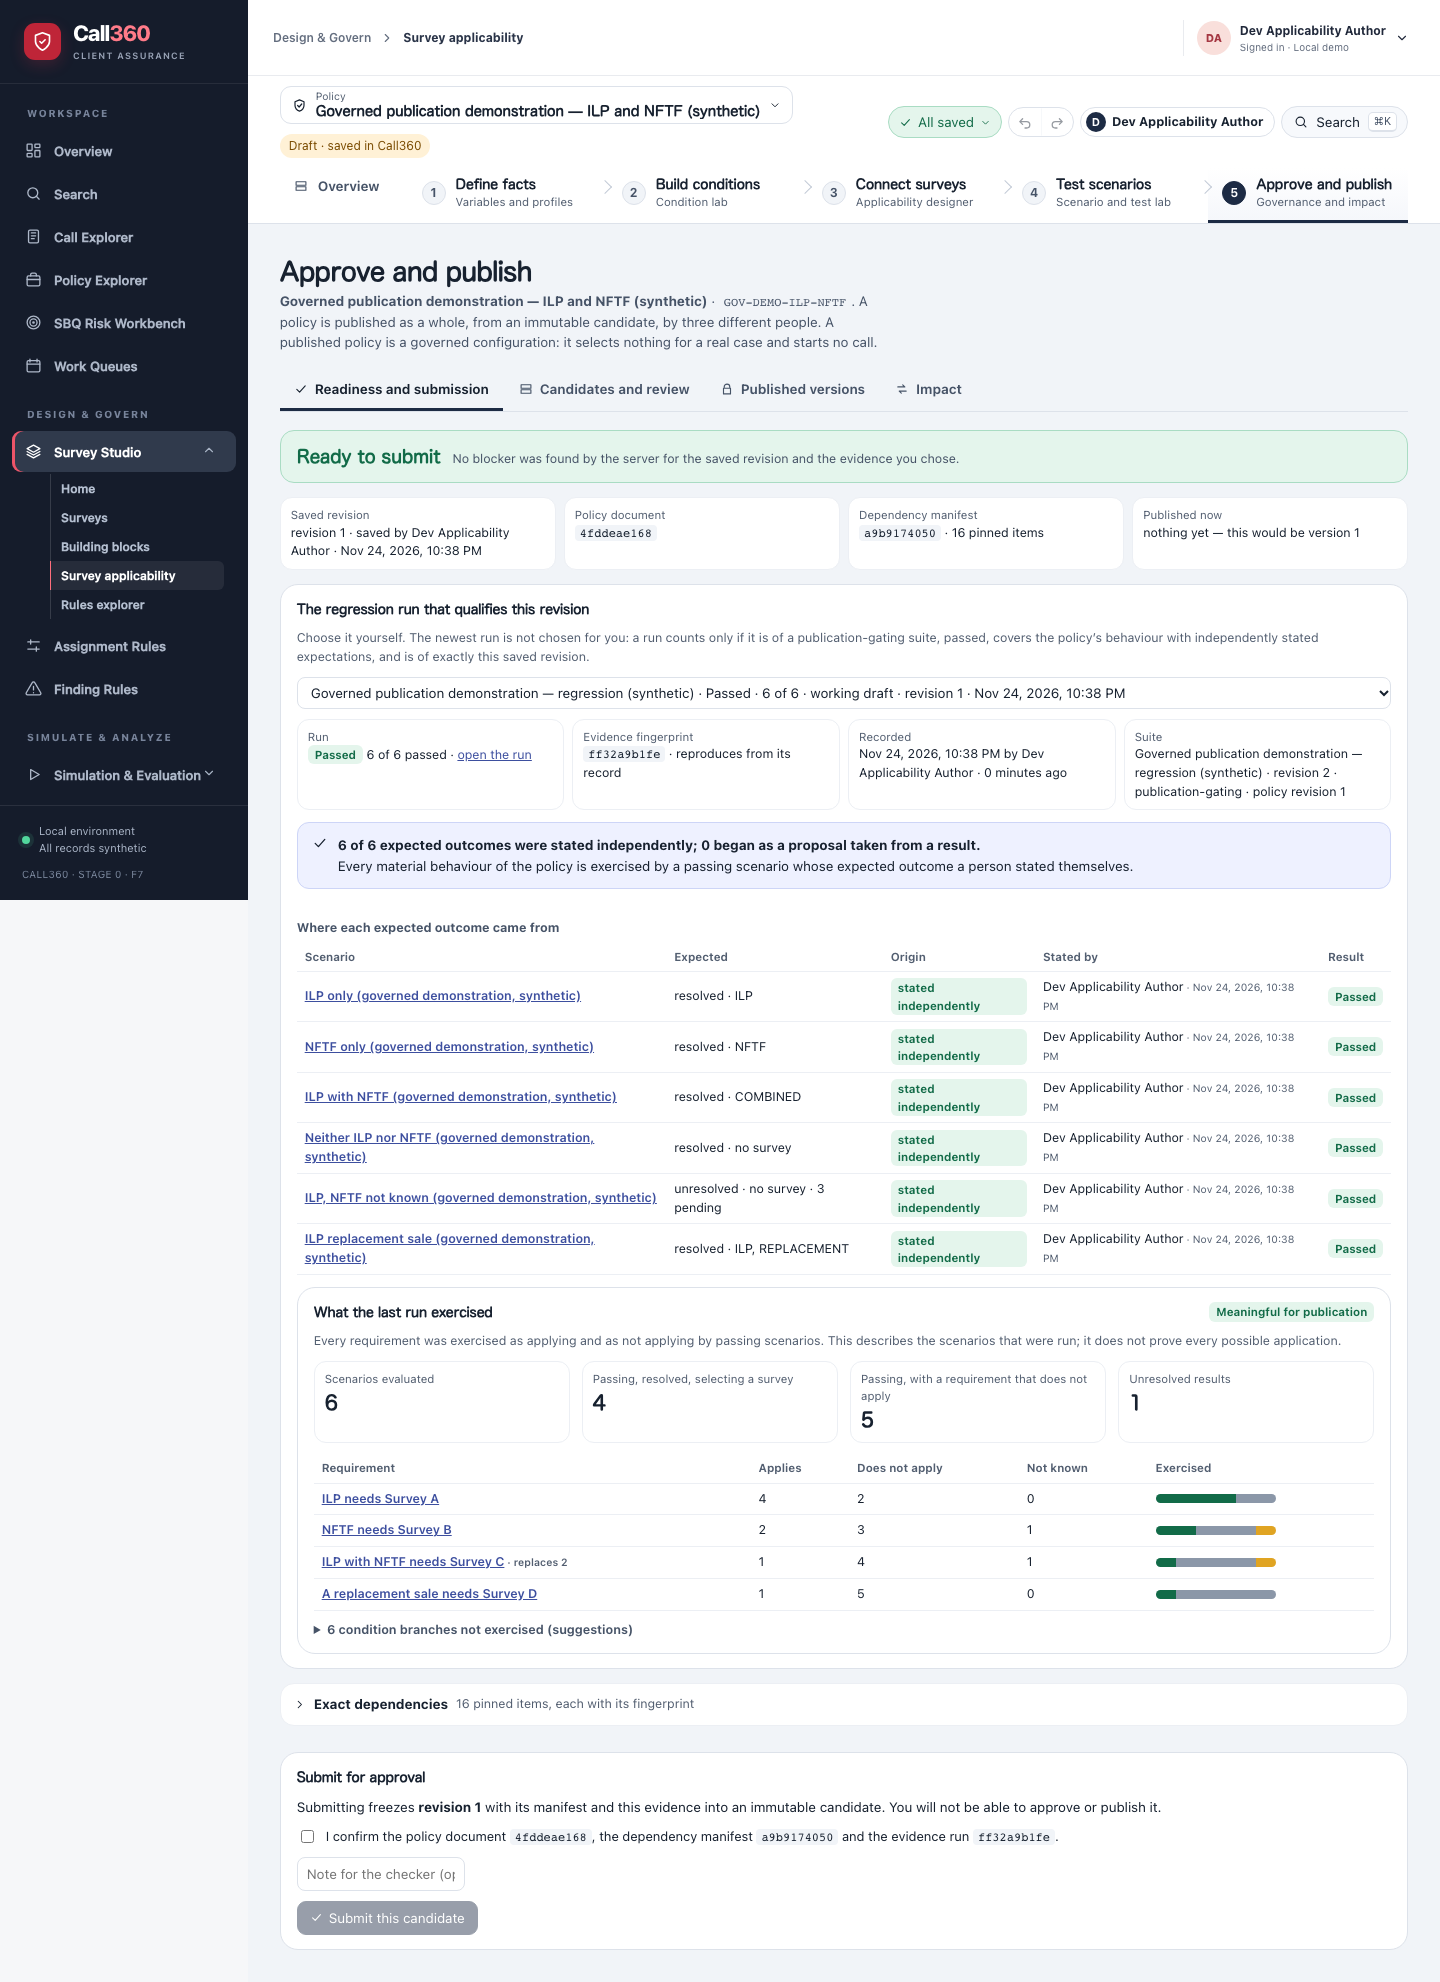 Call360
CLIENT ASSURANCE
WORKSPACE
Overview
Search
Call Explorer
Policy Explorer
SBQ Risk Workbench
Work Queues
DESIGN & GOVERN
Survey Studio
Home
Surveys
Building blocks
Survey applicability
Rules explorer
Assignment Rules
Finding Rules
SIMULATE & ANALYZE
Simulation & Evaluation
Local environment
All records synthetic
CALL360 · STAGE 0 · F7
Design & Govern
Survey applicability
DA
Dev Applicability Author
Signed in · Local demo
Policy
Governed publication demonstration — ILP and NFTF (synthetic)
Draft · saved in Call360
All saved
D Dev Applicability Author
Search ⌘K
Overview
1 Define facts
Variables and profiles
2 Build conditions
Condition lab
3 Connect surveys
Applicability designer
4 Test scenarios
Scenario and test lab
5 Approve and publish
Governance and impact
Approve and publish
Governed publication demonstration — ILP and NFTF (synthetic) · GOV-DEMO-ILP-NFTF . A
policy is published as a whole, from an immutable candidate, by three different people. A
published policy is a governed configuration: it selects nothing for a real case and starts no call.
Readiness and submission
Candidates and review
Published versions
Impact
Ready to submit No blocker was found by the server for the saved revision and the evidence you chose.
Saved revision
revision 1 · saved by Dev Applicability
Author · Nov 24, 2026, 10:38 PM
Policy document
4fddeae168
Dependency manifest
a9b9174050 · 16 pinned items
Published now
nothing yet — this would be version 1
The regression run that qualifies this revision
Choose it yourself. The newest run is not chosen for you: a run counts only if it is of a publication-gating suite, passed, covers the policy's behaviour with independently stated
expectations, and is of exactly this saved revision.
Governed publication demonstration — regression (synthetic) · Passed · 6 of 6 · working draft · revision 1 · Nov 24, 2026, 10:38 PM
Run
Passed 6 of 6 passed · open the run
Evidence fingerprint
ff32a9b1fe · reproduces from its
record
Recorded
Nov 24, 2026, 10:38 PM by Dev
Applicability Author · 0 minutes ago
Suite
Governed publication demonstration —
regression (synthetic) · revision 2 ·
publication-gating · policy revision 1
6 of 6 expected outcomes were stated independently; 0 began as a proposal taken from a result.
Every material behaviour of the policy is exercised by a passing scenario whose expected outcome a person stated themselves.
Where each expected outcome came from
Scenario Expected Origin Stated by Result
ILP only (governed demonstration, synthetic) resolved · ILP stated independently Dev Applicability Author · Nov 24, 2026, 10:38 PM Passed
NFTF only (governed demonstration, synthetic) resolved · NFTF stated independently Dev Applicability Author · Nov 24, 2026, 10:38 PM Passed
ILP with NFTF (governed demonstration, synthetic) resolved · COMBINED stated independently Dev Applicability Author · Nov 24, 2026, 10:38 PM Passed
Neither ILP nor NFTF (governed demonstration, synthetic) resolved · no survey stated independently Dev Applicability Author · Nov 24, 2026, 10:38 PM Passed
ILP, NFTF not known (governed demonstration, synthetic) unresolved · no survey · 3 pending stated independently Dev Applicability Author · Nov 24, 2026, 10:38 PM Passed
ILP replacement sale (governed demonstration, synthetic) resolved · ILP, REPLACEMENT stated independently Dev Applicability Author · Nov 24, 2026, 10:38 PM Passed
What the last run exercised
Meaningful for publication
Every requirement was exercised as applying and as not applying by passing scenarios. This describes the scenarios that were run; it does not prove every possible application.
Scenarios evaluated
6
Passing, resolved, selecting a survey
4
Passing, with a requirement that does not
apply
5
Unresolved results
1
Requirement Applies Does not apply Not known Exercised
ILP needs Survey A 4 2 0
NFTF needs Survey B 2 3 1
ILP with NFTF needs Survey C · replaces 2 1 4 1
A replacement sale needs Survey D 1 5 0
6 condition branches not exercised (suggestions)
Exact dependencies 16 pinned items, each with its fingerprint
Submit for approval
Submitting freezes revision 1 with its manifest and this evidence into an immutable candidate. You will not be able to approve or publish it.
I confirm the policy document 4fddeae168, the dependency manifest a9b9174050 and the evidence run ff32a9b1fe.
Note for the checker (op
Submit this candidate